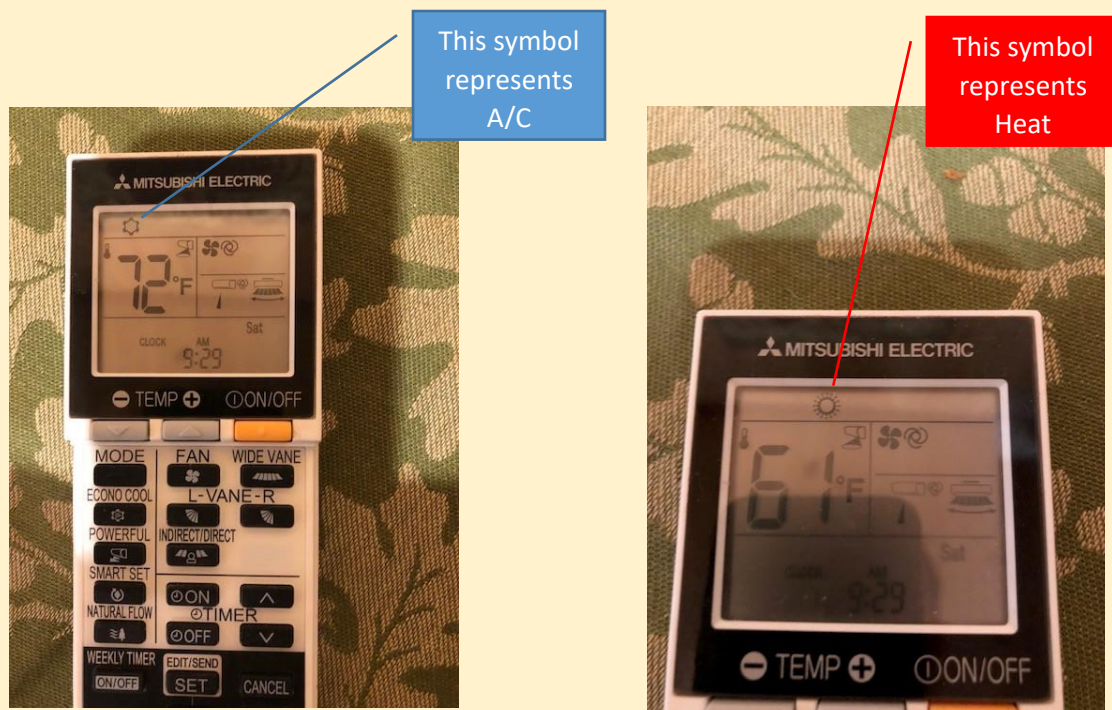 This symbol
represents
A/C
This symbol
represents
Heat
MITSUBISHI ELECTRIC
72°F
Sat
CLOCK AM
9:29
TEMP ON/OFF
MODE FAN WIDE VANE
ECONO COOL L-VANE-R
POWERFUL INDIRECT/DIRECT
SMART SET
ON
TIMER
NATURAL FLOW
OFF
WEEKLY TIMER EDIT/SEND
ON/OFF SET CANCEL
MITSUBISHI ELECTRIC
61°F
Sat
CLOCK AM
9:29
TEMP ON/OFF